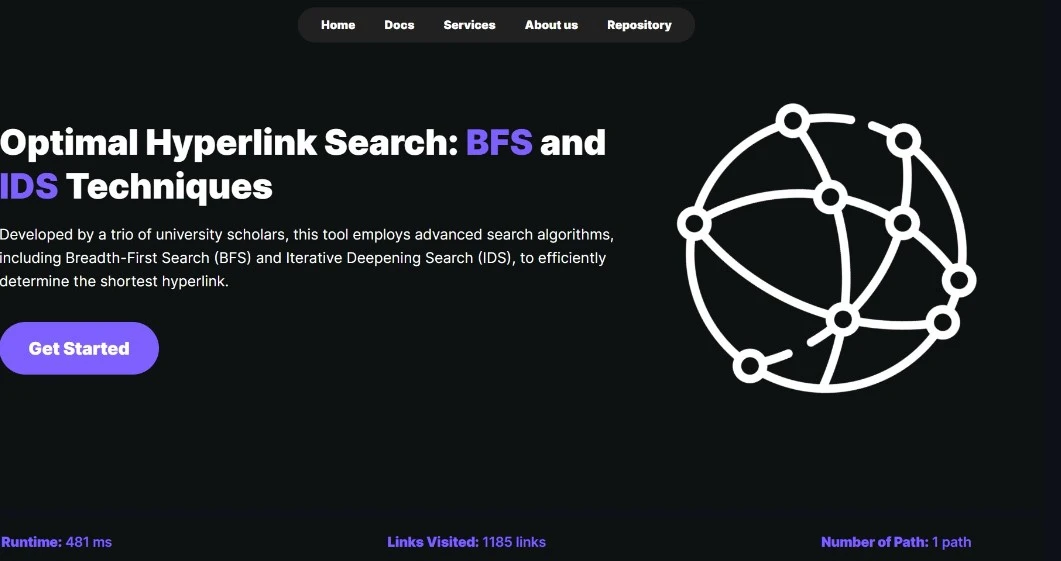 Home Docs Services About us Repository
Optimal Hyperlink Search: BFS and
IDS Techniques
Developed by a trio of university scholars, this tool employs advanced search algorithms,
including Breadth-First Search (BFS) and Iterative Deepening Search (IDS), to efficiently
determine the shortest hyperlink.
Get Started
Runtime: 481 ms Links Visited: 1185 links Number of Path: 1 path